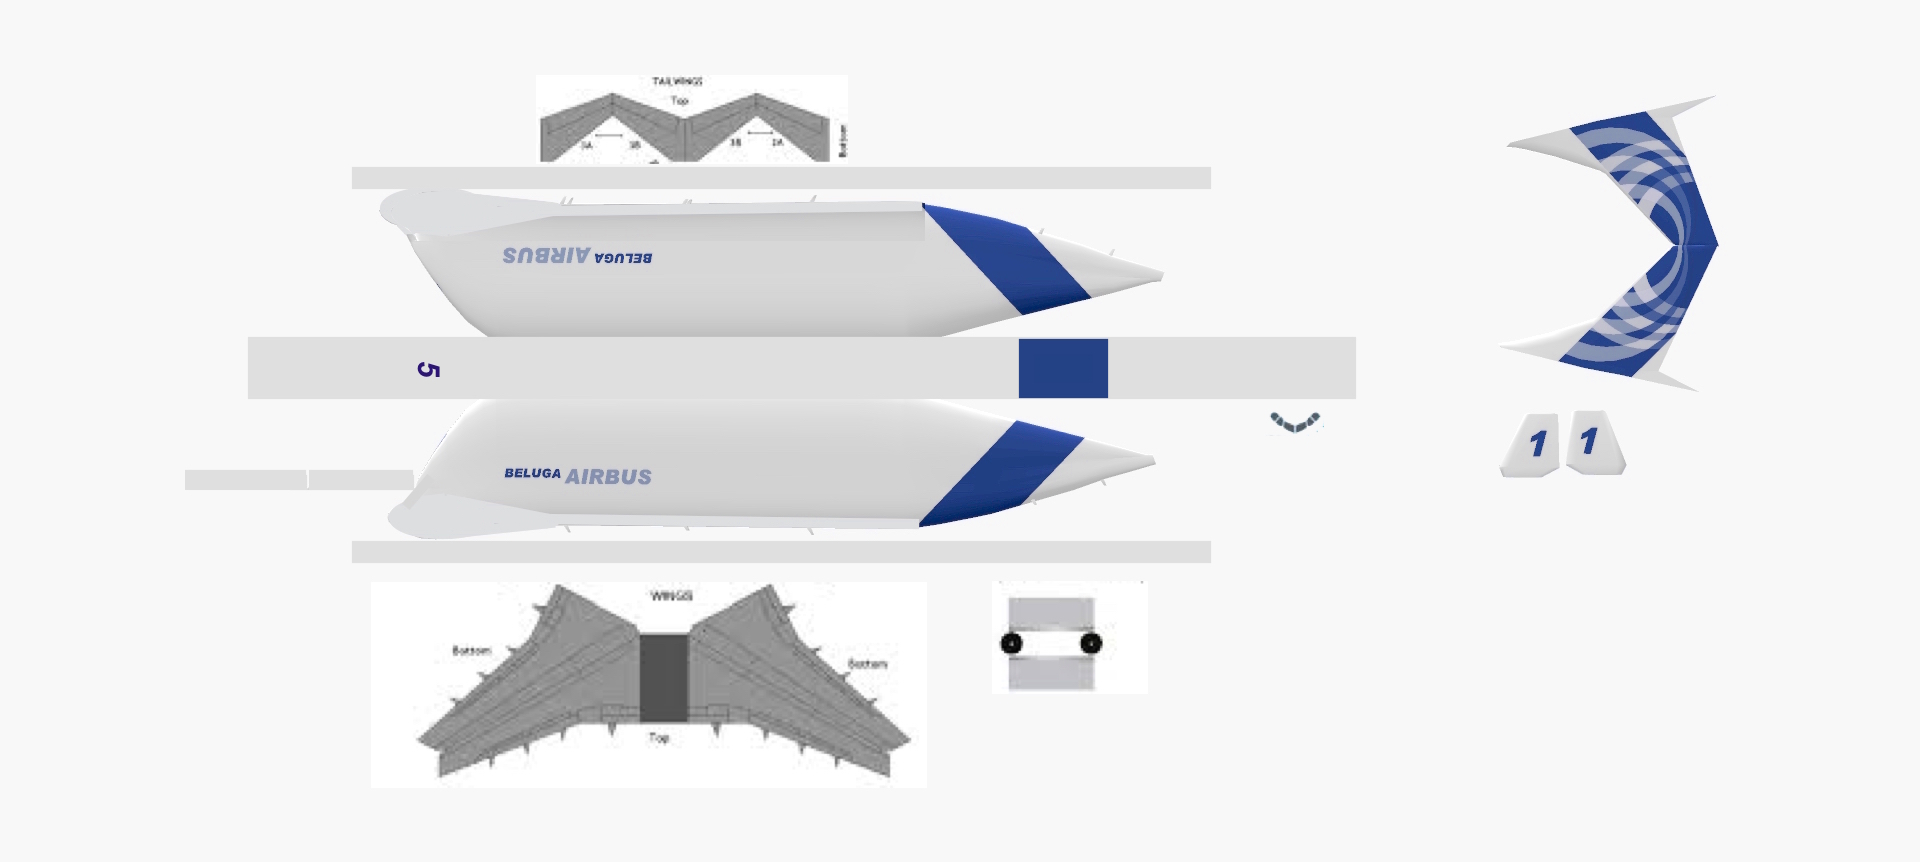 TAILWINGS
Top
3A 3B 3B 3A
Bottom
BELUGA AIRBUS
5
BELUGA AIRBUS
1 1
WINGS
Bottom
Bottom
Top